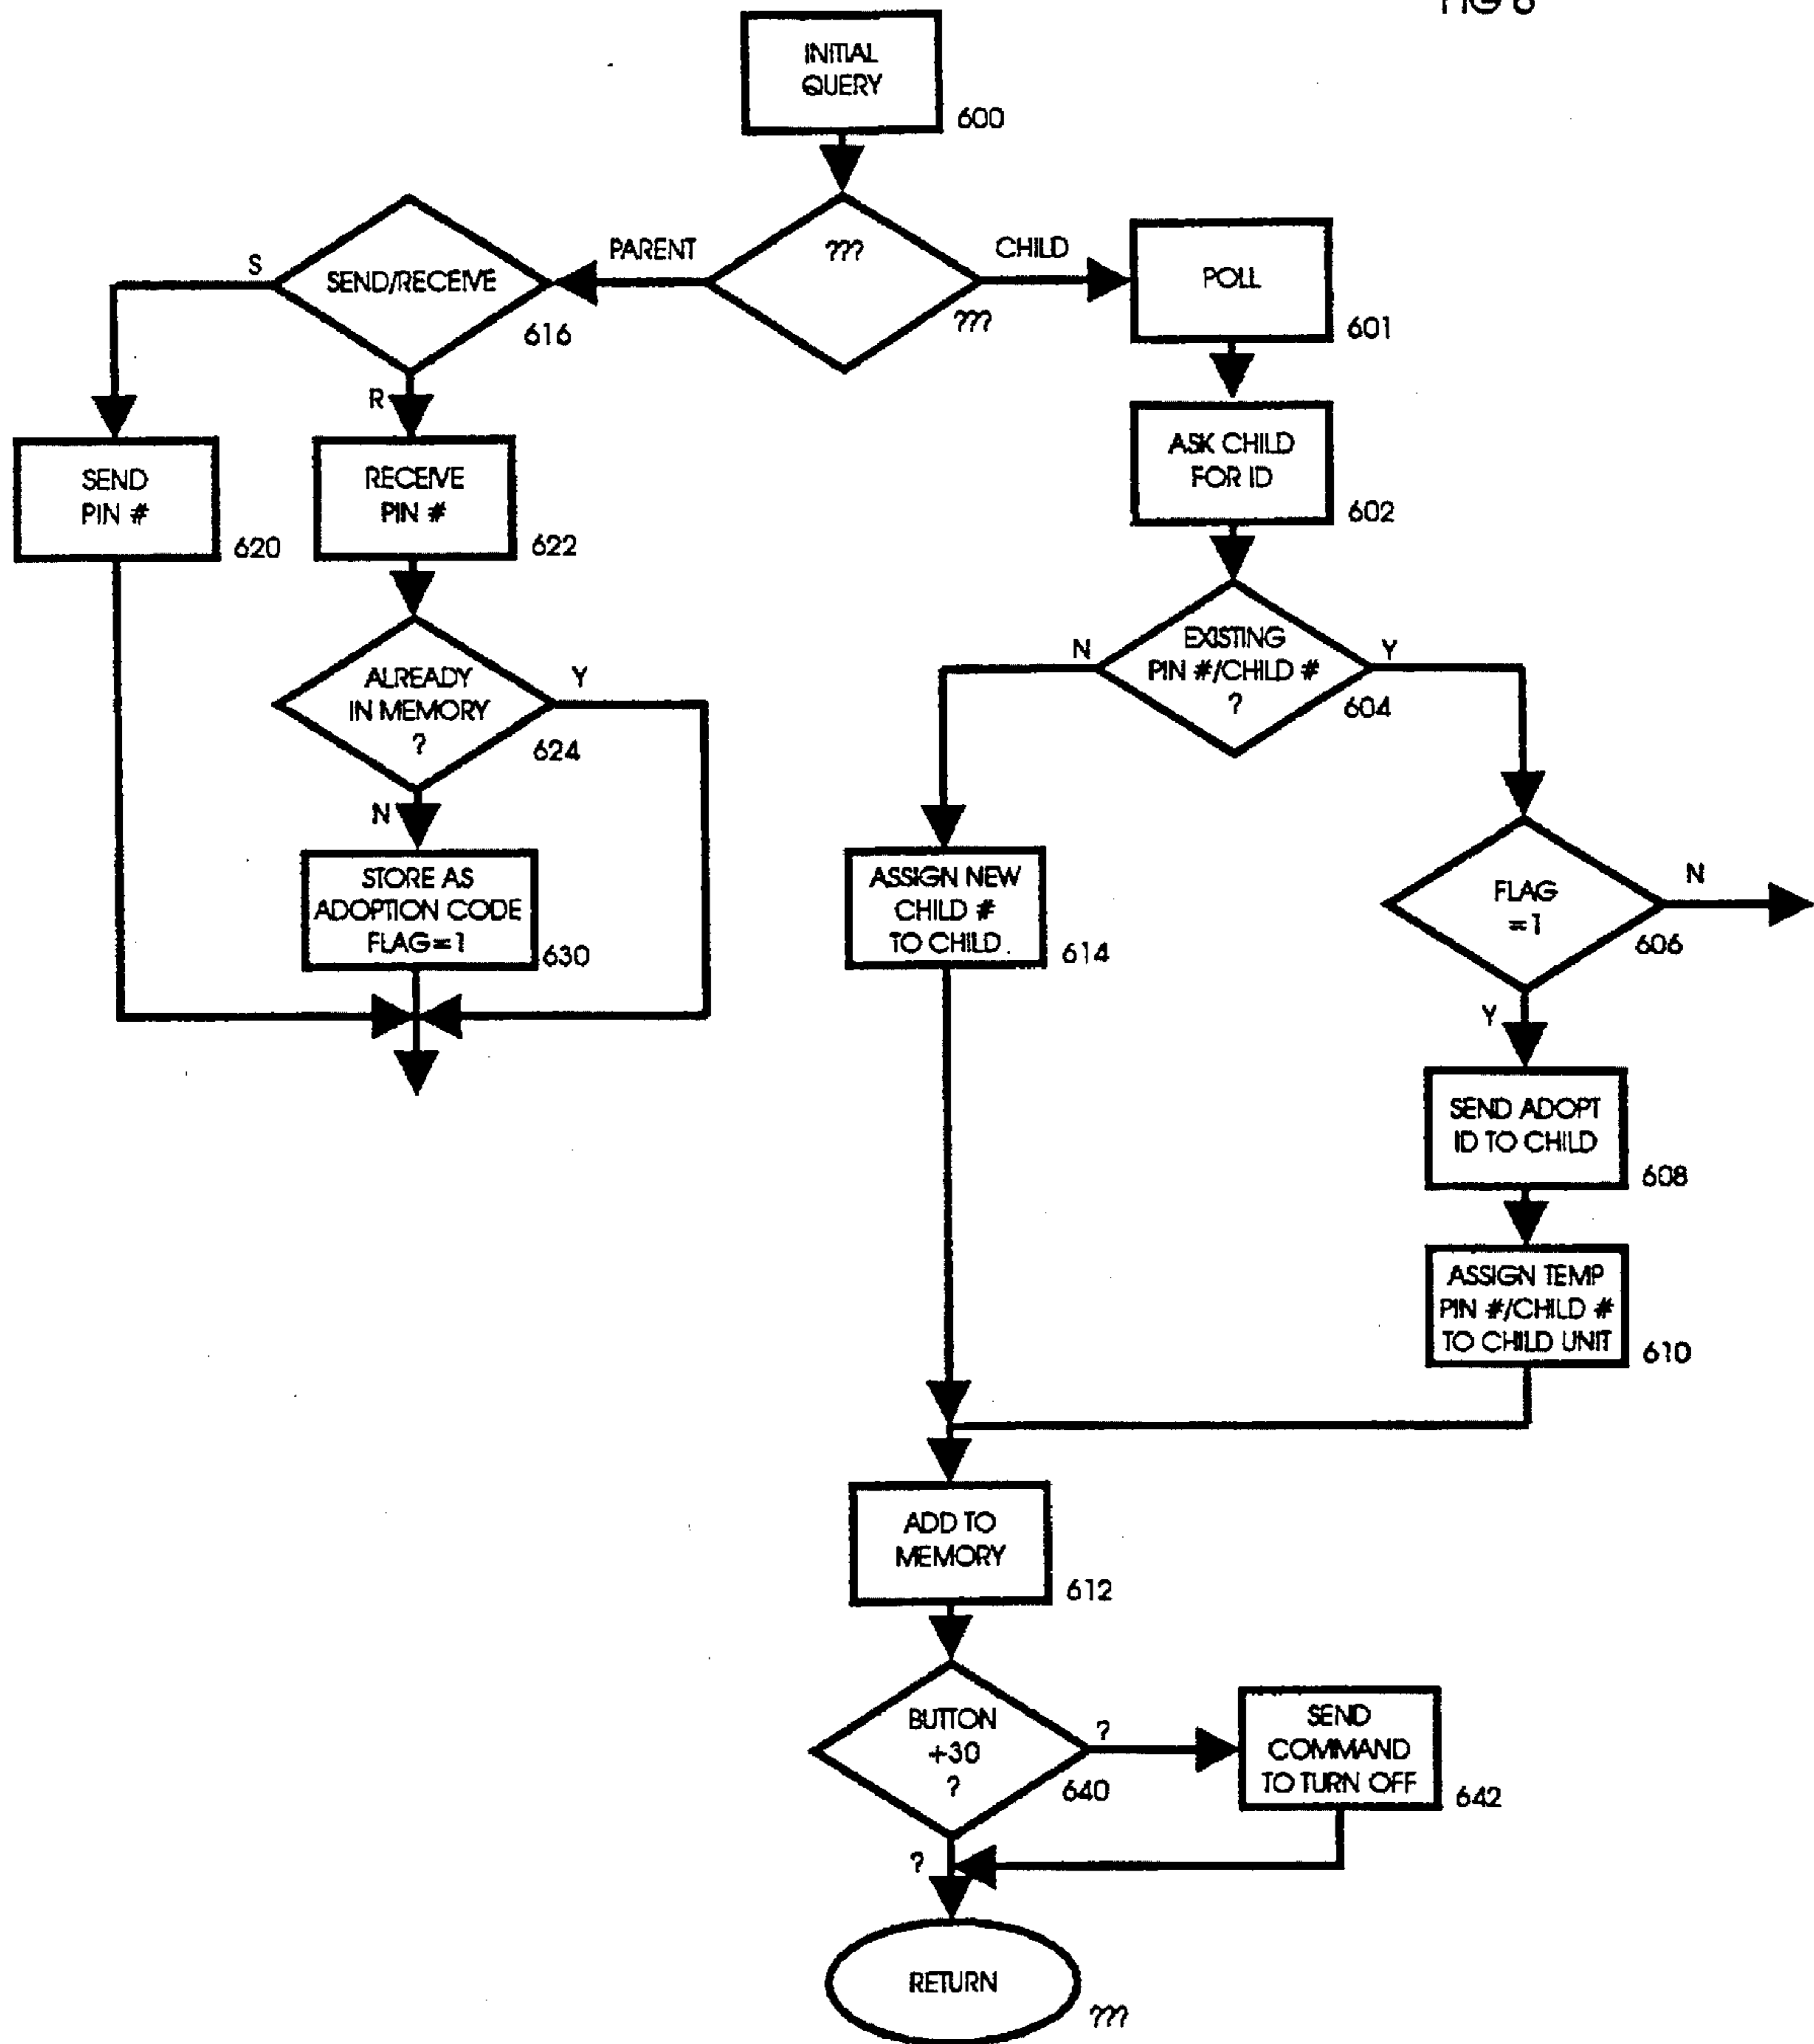 FIG 6
INITIAL
QUERY
600
???
???
PARENT
CHILD
SEND/RECEIVE
616
S
R
POLL
601
SEND
PIN #
620
RECEIVE
PIN #
622
ASK CHILD
FOR ID
602
ALREADY
IN MEMORY
?
624
Y
N
EXISTING
PIN #/CHILD #
?
604
N
Y
STORE AS
ADOPTION CODE
FLAG=1
630
ASSIGN NEW
CHILD #
TO CHILD
614
FLAG
=1
606
N
Y
SEND ADOPT
ID TO CHILD
608
ASSIGN TEMP
PIN #/CHILD #
TO CHILD UNIT
610
ADD TO
MEMORY
612
BUTTON
+30
?
640
?
?
SEND
COMMAND
TO TURN OFF
642
RETURN
???